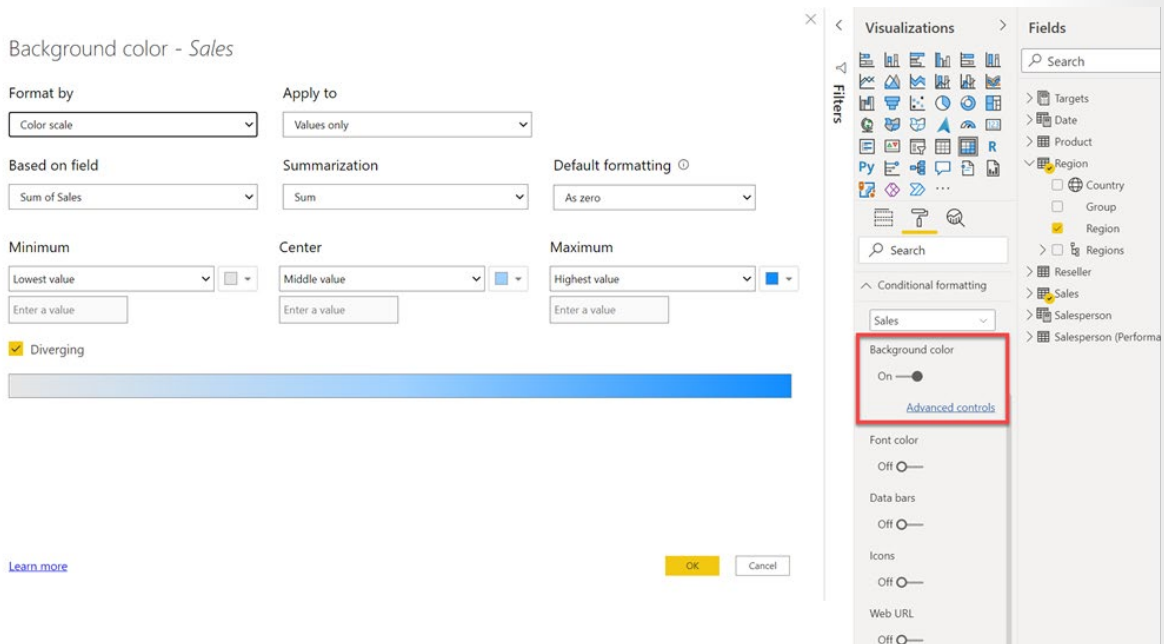 Background color - Sales
Format by
Apply to
Color scale
Values only
Based on field
Summarization
Default formatting
Sum of Sales
Sum
As zero
Minimum
Center
Maximum
Lowest value
Middle value
Highest value
Enter a value
Enter a value
Enter a value
Diverging
Learn more
OK
Cancel
Filters
Visualizations
R
Py
Search
Conditional formatting
Sales
Background color
On
Advanced controls
Font color
Off
Data bars
Off
Icons
Off
Web URL
Off
Fields
Search
Targets
Date
Product
Region
Country
Group
Region
Regions
Reseller
Sales
Salesperson
Salesperson (Performa